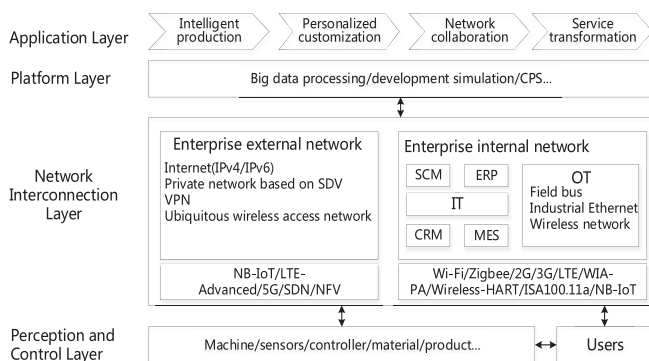 Application Layer
Intelligent
production
Personalized
customization
Network
collaboration
Service
transformation
Platform Layer
Big data processing/development simulation/CPS...
Network
Interconnection
Layer
Enterprise external network
Internet(IPv4/IPv6)
Private network based on SDV
VPN
Ubiquitous wireless access network
NB-IoT/LTE-
Advanced/5G/SDN/NFV
Enterprise internal network
SCM
ERP
IT
CRM
MES
OT
Field bus
Industrial Ethernet
Wireless network
Wi-Fi/Zigbee/2G/3G/LTE/WIA-
PA/Wireless-HART/ISA100.11a/NB-IoT
Perception and
Control Layer
Machine/sensors/controller/material/product...
Users